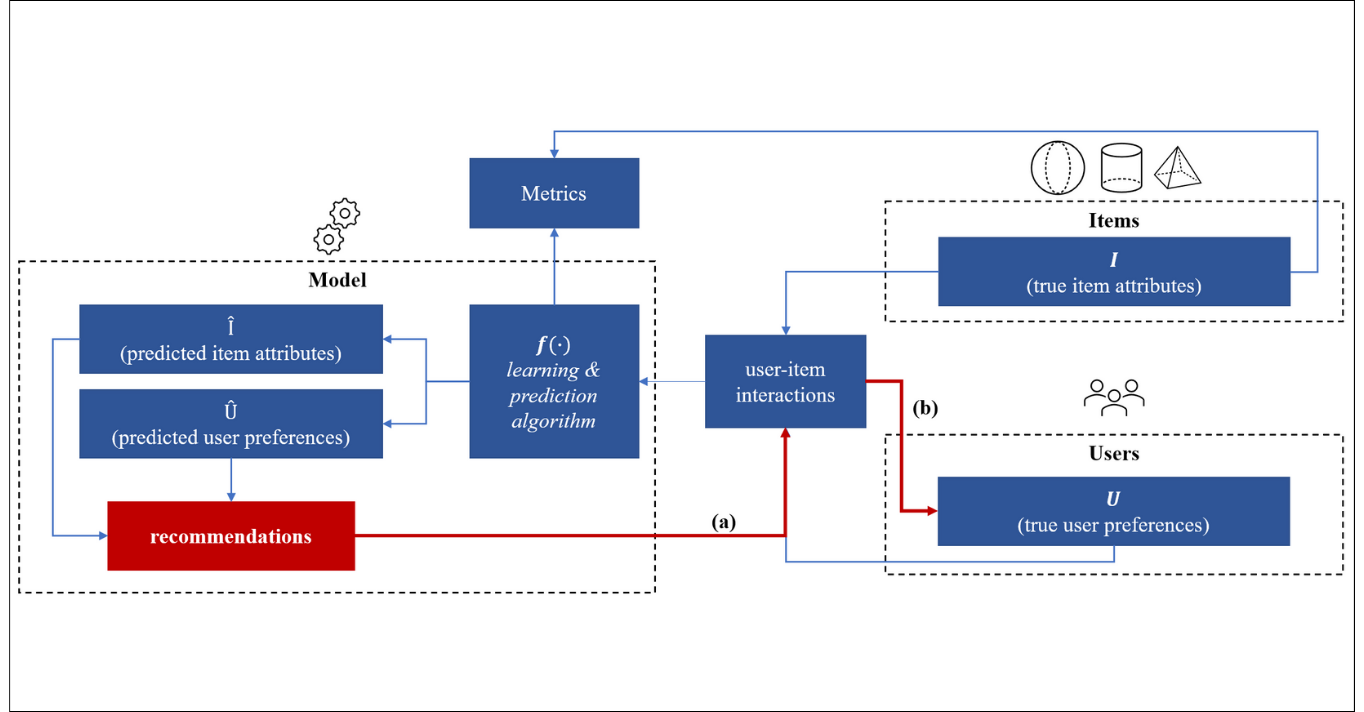 Metrics
Items
I
(true item attributes)
Model
Î
(predicted item attributes)
f(·)
learning &
prediction
algorithm
user-item
interactions
(b)
Û
(predicted user preferences)
Users
U
(true user preferences)
recommendations
(a)